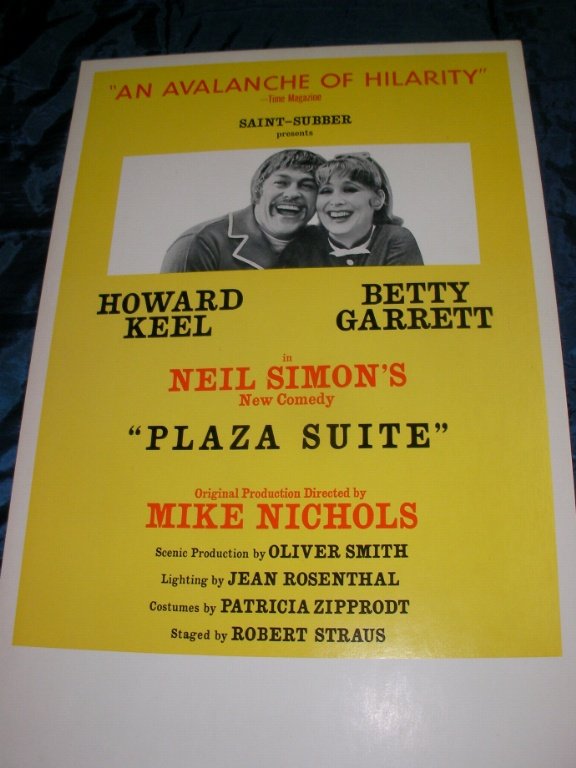 "AN AVALANCHE OF HILARITY"
—Time Magazine
SAINT–SUBBER
presents
HOWARD KEEL
BETTY GARRETT
in
NEIL SIMON'S
New Comedy
"PLAZA SUITE"
Original Production Directed by
MIKE NICHOLS
Scenic Production by OLIVER SMITH
Lighting by JEAN ROSENTHAL
Costumes by PATRICIA ZIPPRODT
Staged by ROBERT STRAUS